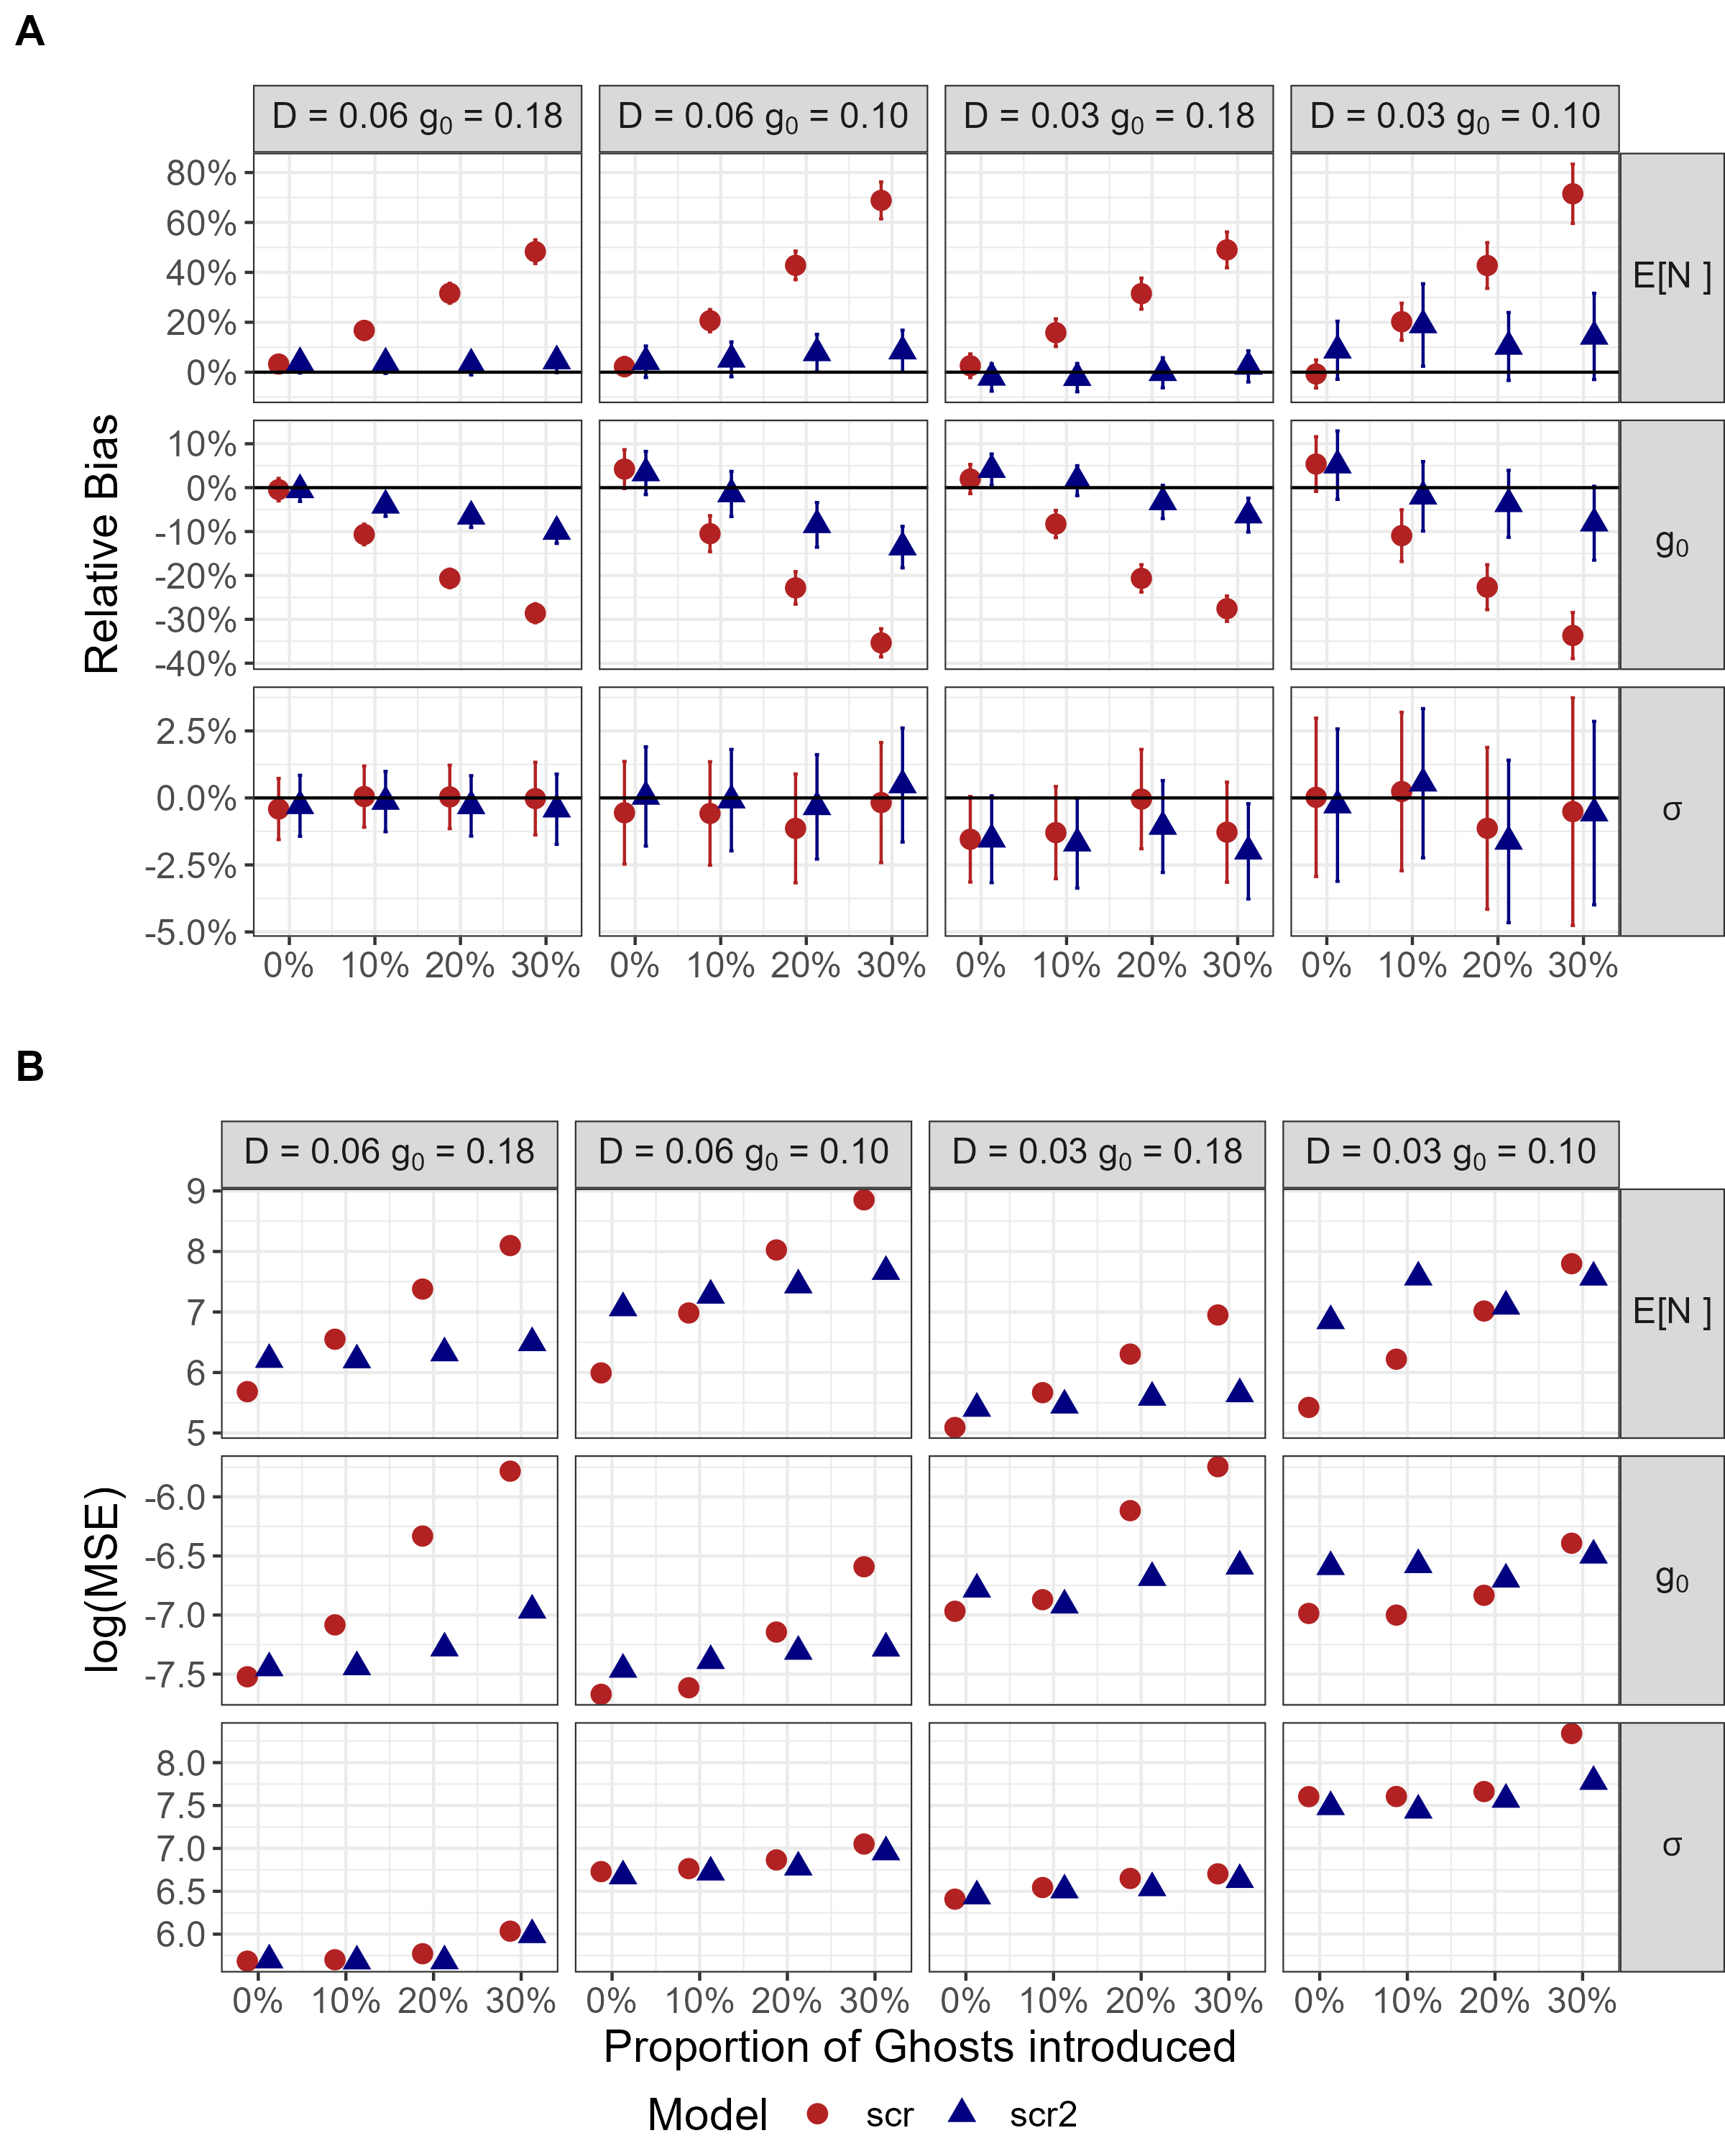 A
D = 0.06 g₀ = 0.18 D = 0.06 g₀ = 0.10 D = 0.03 g₀ = 0.18 D = 0.03 g₀ = 0.10
80%
60%
40%
20%
0%
E[N ]
10%
0%
-10%
-20%
-30%
-40%
g₀
2.5%
0.0%
-2.5%
-5.0%
σ
Relative Bias
0% 10% 20% 30% 0% 10% 20% 30% 0% 10% 20% 30% 0% 10% 20% 30%
B
D = 0.06 g₀ = 0.18 D = 0.06 g₀ = 0.10 D = 0.03 g₀ = 0.18 D = 0.03 g₀ = 0.10
9
8
7
6
5
E[N ]
-6.0
-6.5
-7.0
-7.5
g₀
8.0
7.5
7.0
6.5
6.0
σ
log(MSE)
0% 10% 20% 30% 0% 10% 20% 30% 0% 10% 20% 30% 0% 10% 20% 30%
Proportion of Ghosts introduced
Model scr scr2